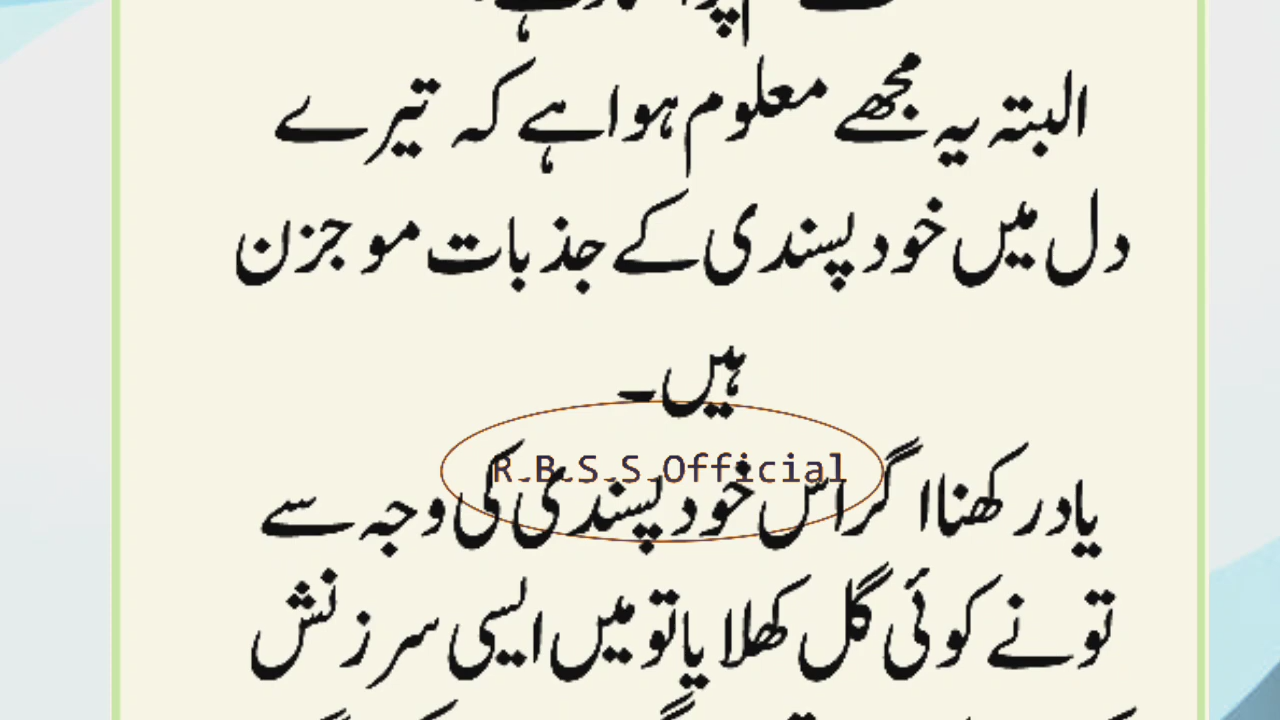 البتہ یہ مجھے معلوم ہوا ہے کہ تیرے
دل میں خود پسندی کے جذبات موجزن
ہیں۔
R.B.S.S.Official
یاد رکھنا اگر اس خود پسندی کی وجہ سے
تو نے کوئی گل کھلایا تو میں ایسی سرزنش